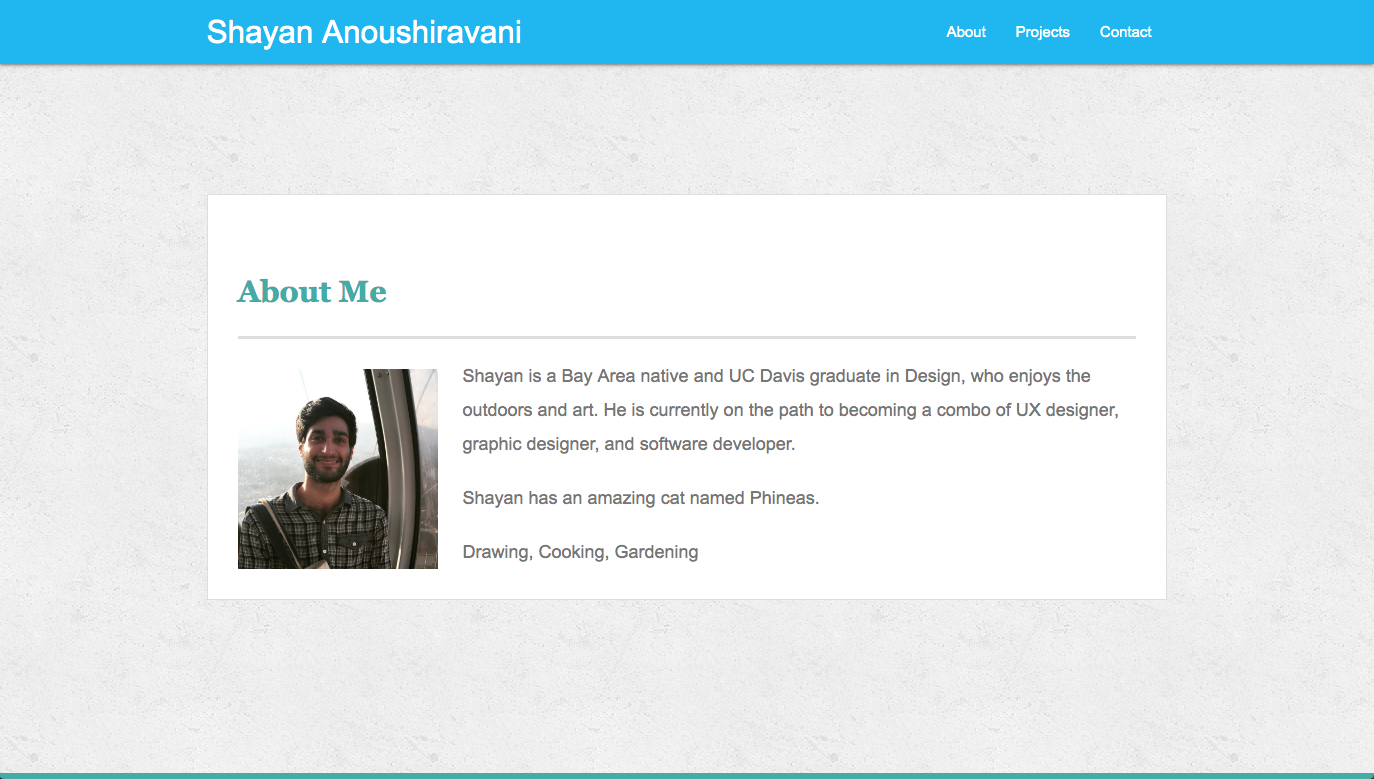 Shayan Anoushiravani
About
Projects
Contact
About Me
Shayan is a Bay Area native and UC Davis graduate in Design, who enjoys the
outdoors and art. He is currently on the path to becoming a combo of UX designer,
graphic designer, and software developer.
Shayan has an amazing cat named Phineas.
Drawing, Cooking, Gardening